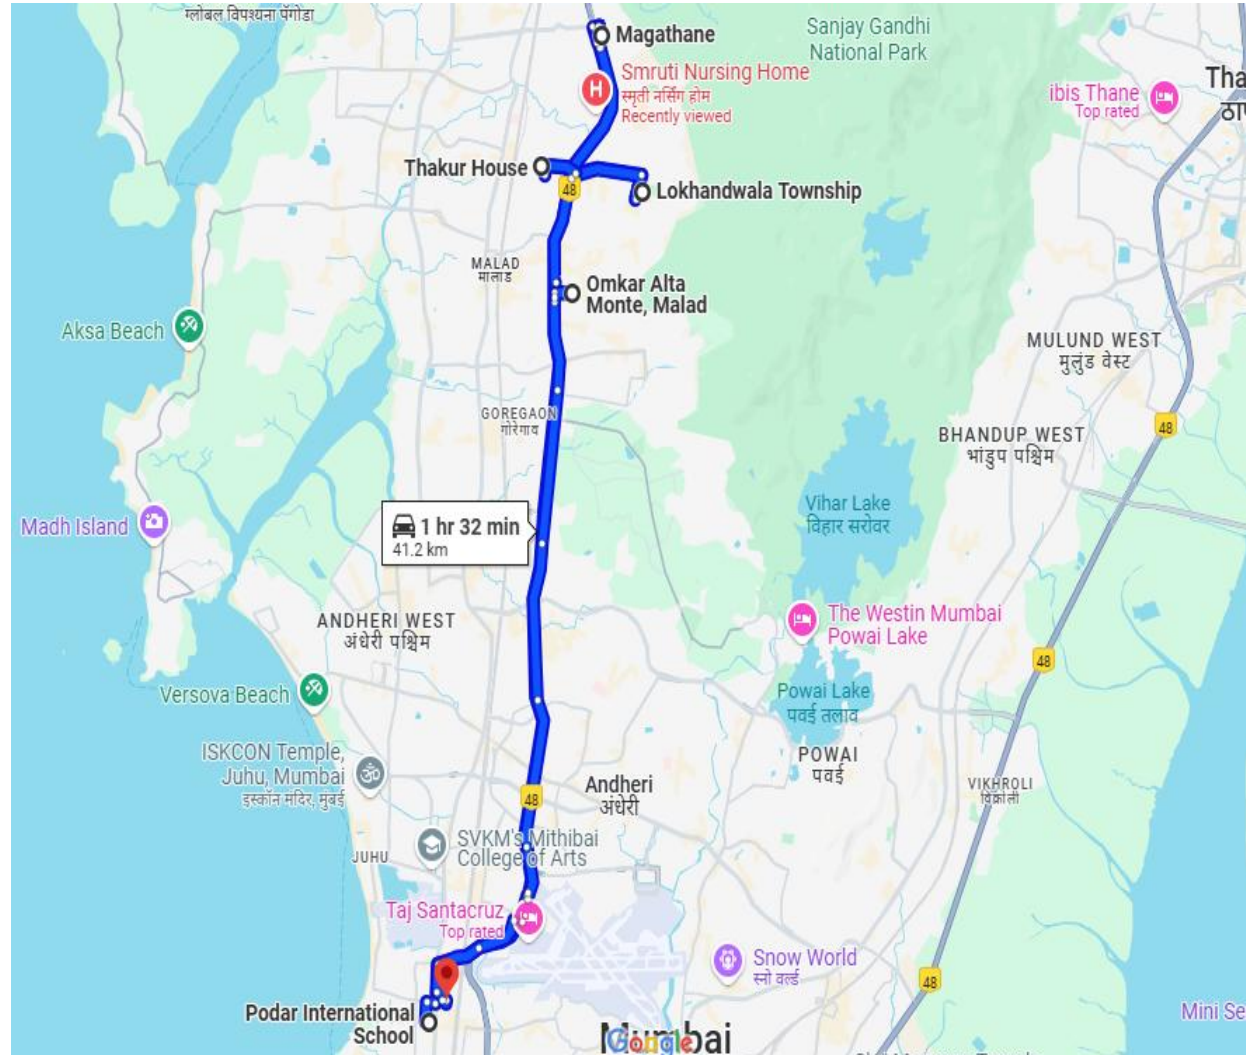 ग्लोबल विपश्यना पॅगोडा
Magathane
Sanjay Gandhi
National Park
Smruti Nursing Home
स्मृती नर्सिंग होम
Recently viewed
ibis Thane
Top rated
Tha
Thakur House
48
Lokhandwala Township
MALAD
मालाड
Omkar Alta
Monte, Malad
Aksa Beach
MULUND WEST
मुलुंड वेस्ट
GOREGAON
गोरेगाव
48
BHANDUP WEST
भांडुप पश्चिम
Madh Island
1 hr 32 min
41.2 km
Vihar Lake
विहार सरोवर
ANDHERI WEST
अंधेरी पश्चिम
The Westin Mumbai
Powai Lake
48
Versova Beach
Powai Lake
पवई तलाव
ISKCON Temple,
Juhu, Mumbai
इस्कॉन मंदिर, मुंबई
POWAI
पवई
Andheri
अंधेरी
48
VIKHROLI
विक्रोली
SVKM's Mithibai
College of Arts
JUHU
Taj Santacruz
Top rated
Snow World
स्नो वर्ल्ड
48
Podar International
School
Mini Se
Mumbai
Google